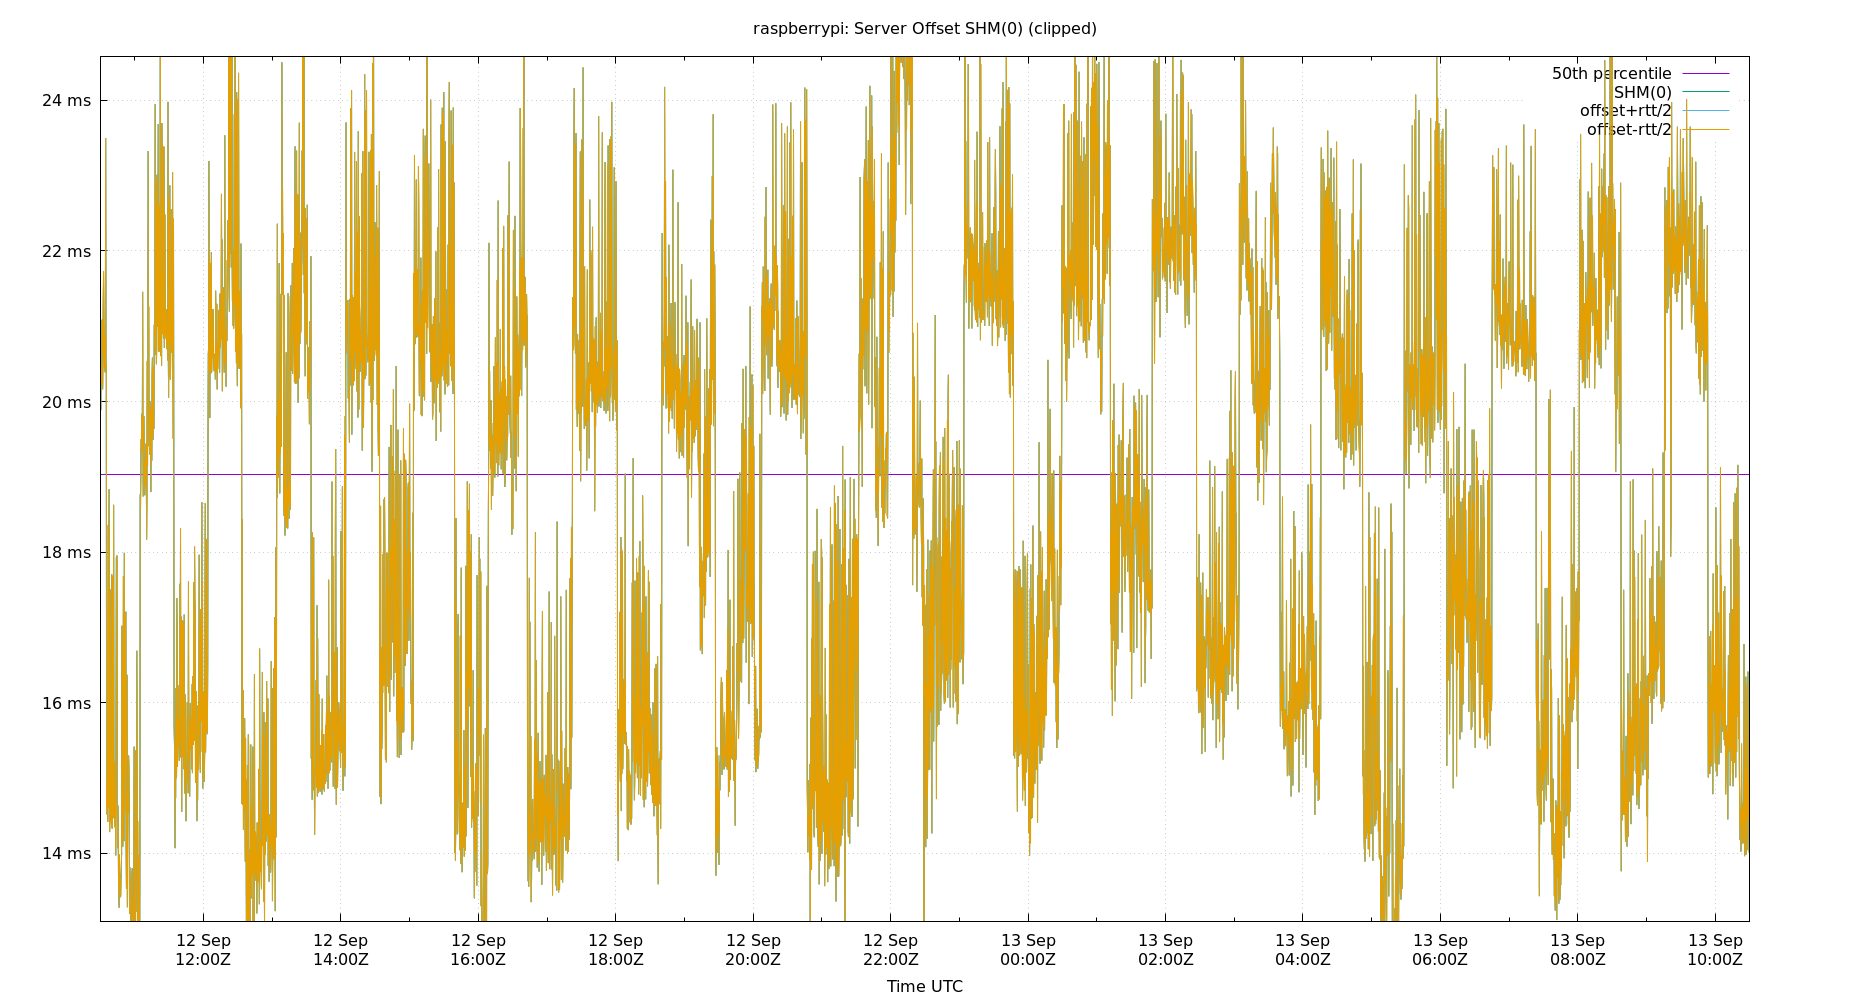 raspberrypi: Server Offset SHM(0) (clipped)
50th percentile
SHM(0)
offset+rtt/2
offset-rtt/2
24 ms
22 ms
20 ms
18 ms
16 ms
14 ms
12 Sep 12 Sep 12 Sep 12 Sep 12 Sep 12 Sep 13 Sep 13 Sep 13 Sep 13 Sep 13 Sep 13 Sep
12:00Z 14:00Z 16:00Z 18:00Z 20:00Z 22:00Z 00:00Z 02:00Z 04:00Z 06:00Z 08:00Z 10:00Z
Time UTC